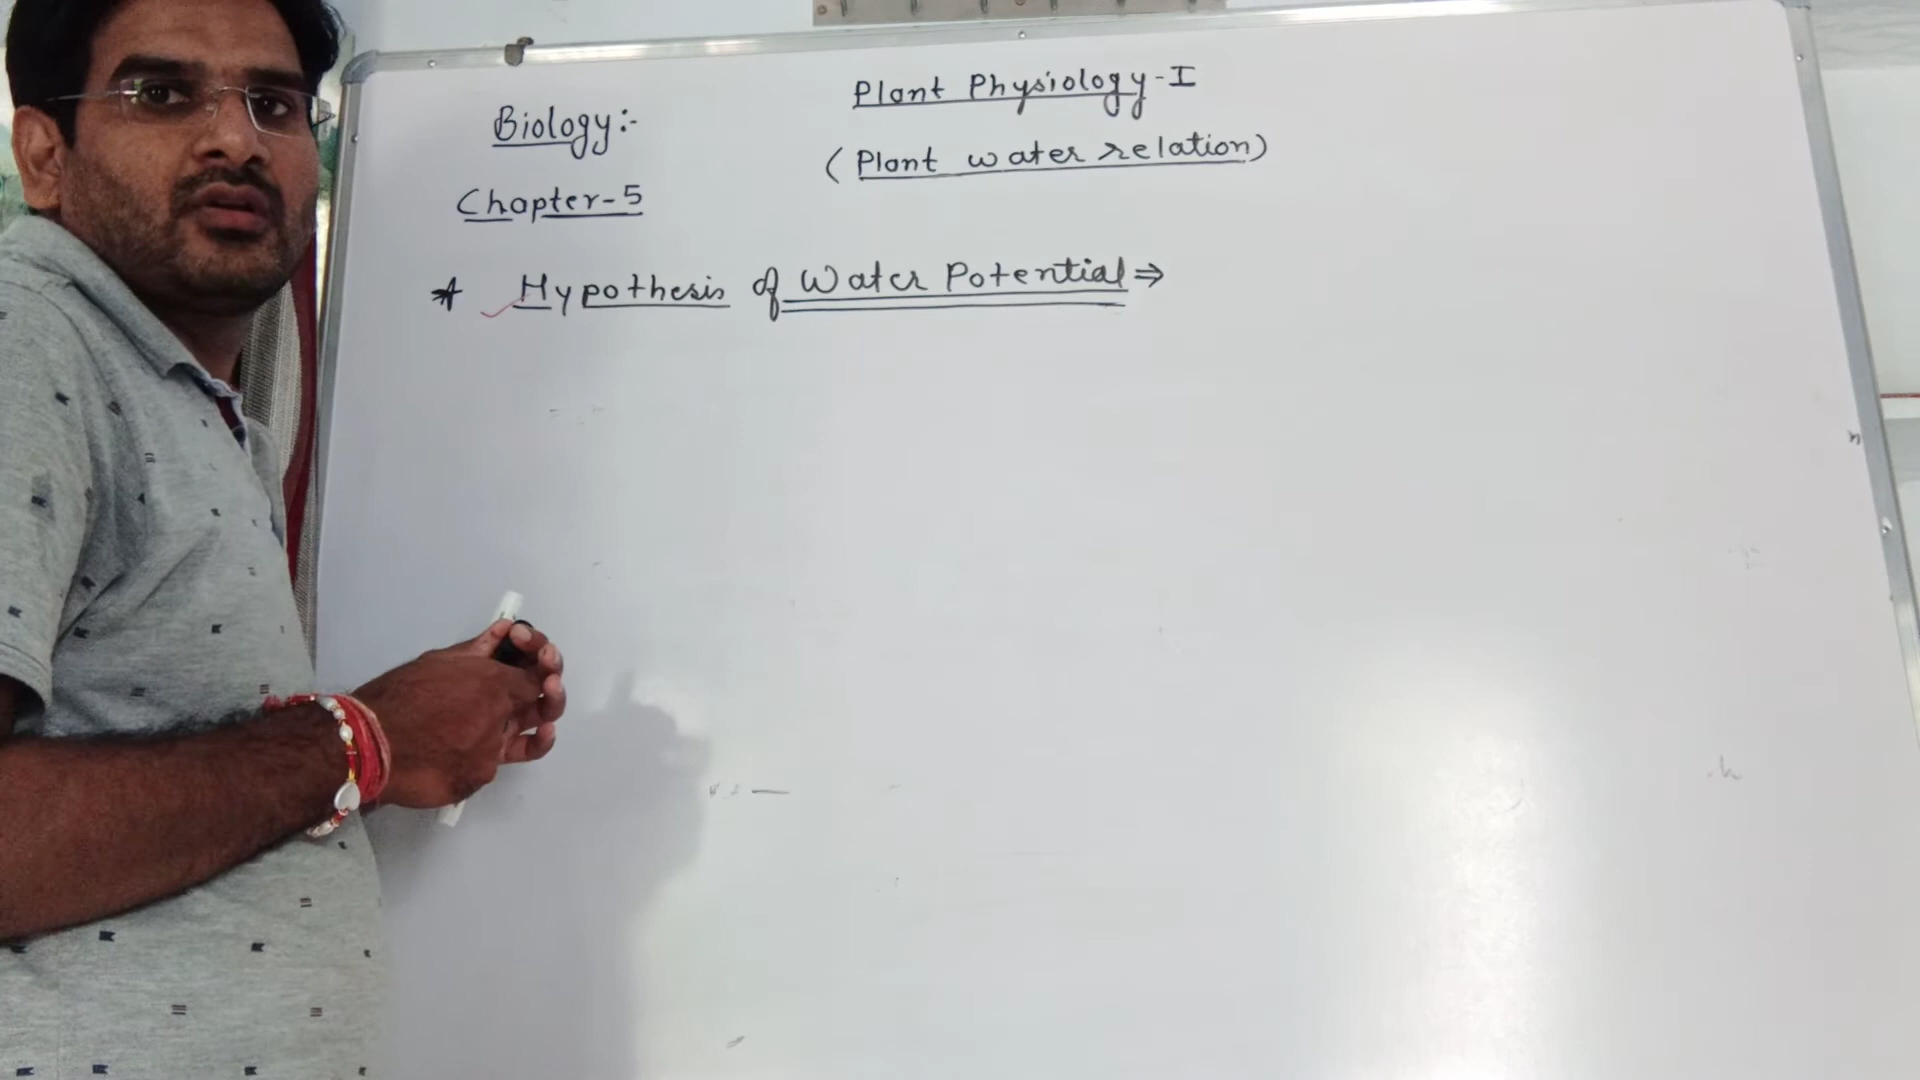 Plant Physiology-I
Biology:-
(Plant water relation)
Chapter-5
* Hypothesis of Water Potential ⇒